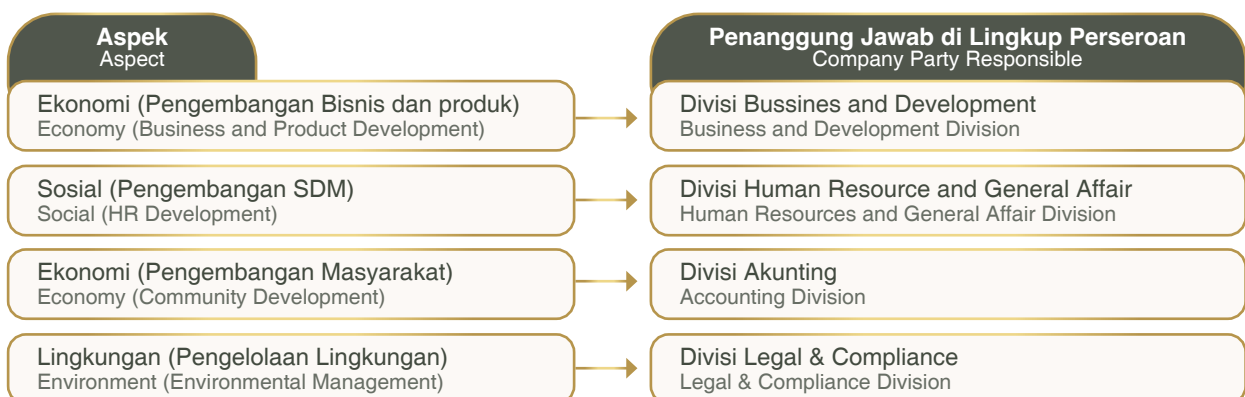 Aspek
Aspect
Penanggung Jawab di Lingkup Perseroan
Company Party Responsible
Ekonomi (Pengembangan Bisnis dan produk)
Economy (Business and Product Development)
Divisi Bussines and Development
Business and Development Division
Sosial (Pengembangan SDM)
Social (HR Development)
Divisi Human Resource and General Affair
Human Resources and General Affair Division
Ekonomi (Pengembangan Masyarakat)
Economy (Community Development)
Divisi Akunting
Accounting Division
Lingkungan (Pengelolaan Lingkungan)
Environment (Environmental Management)
Divisi Legal & Compliance
Legal & Compliance Division